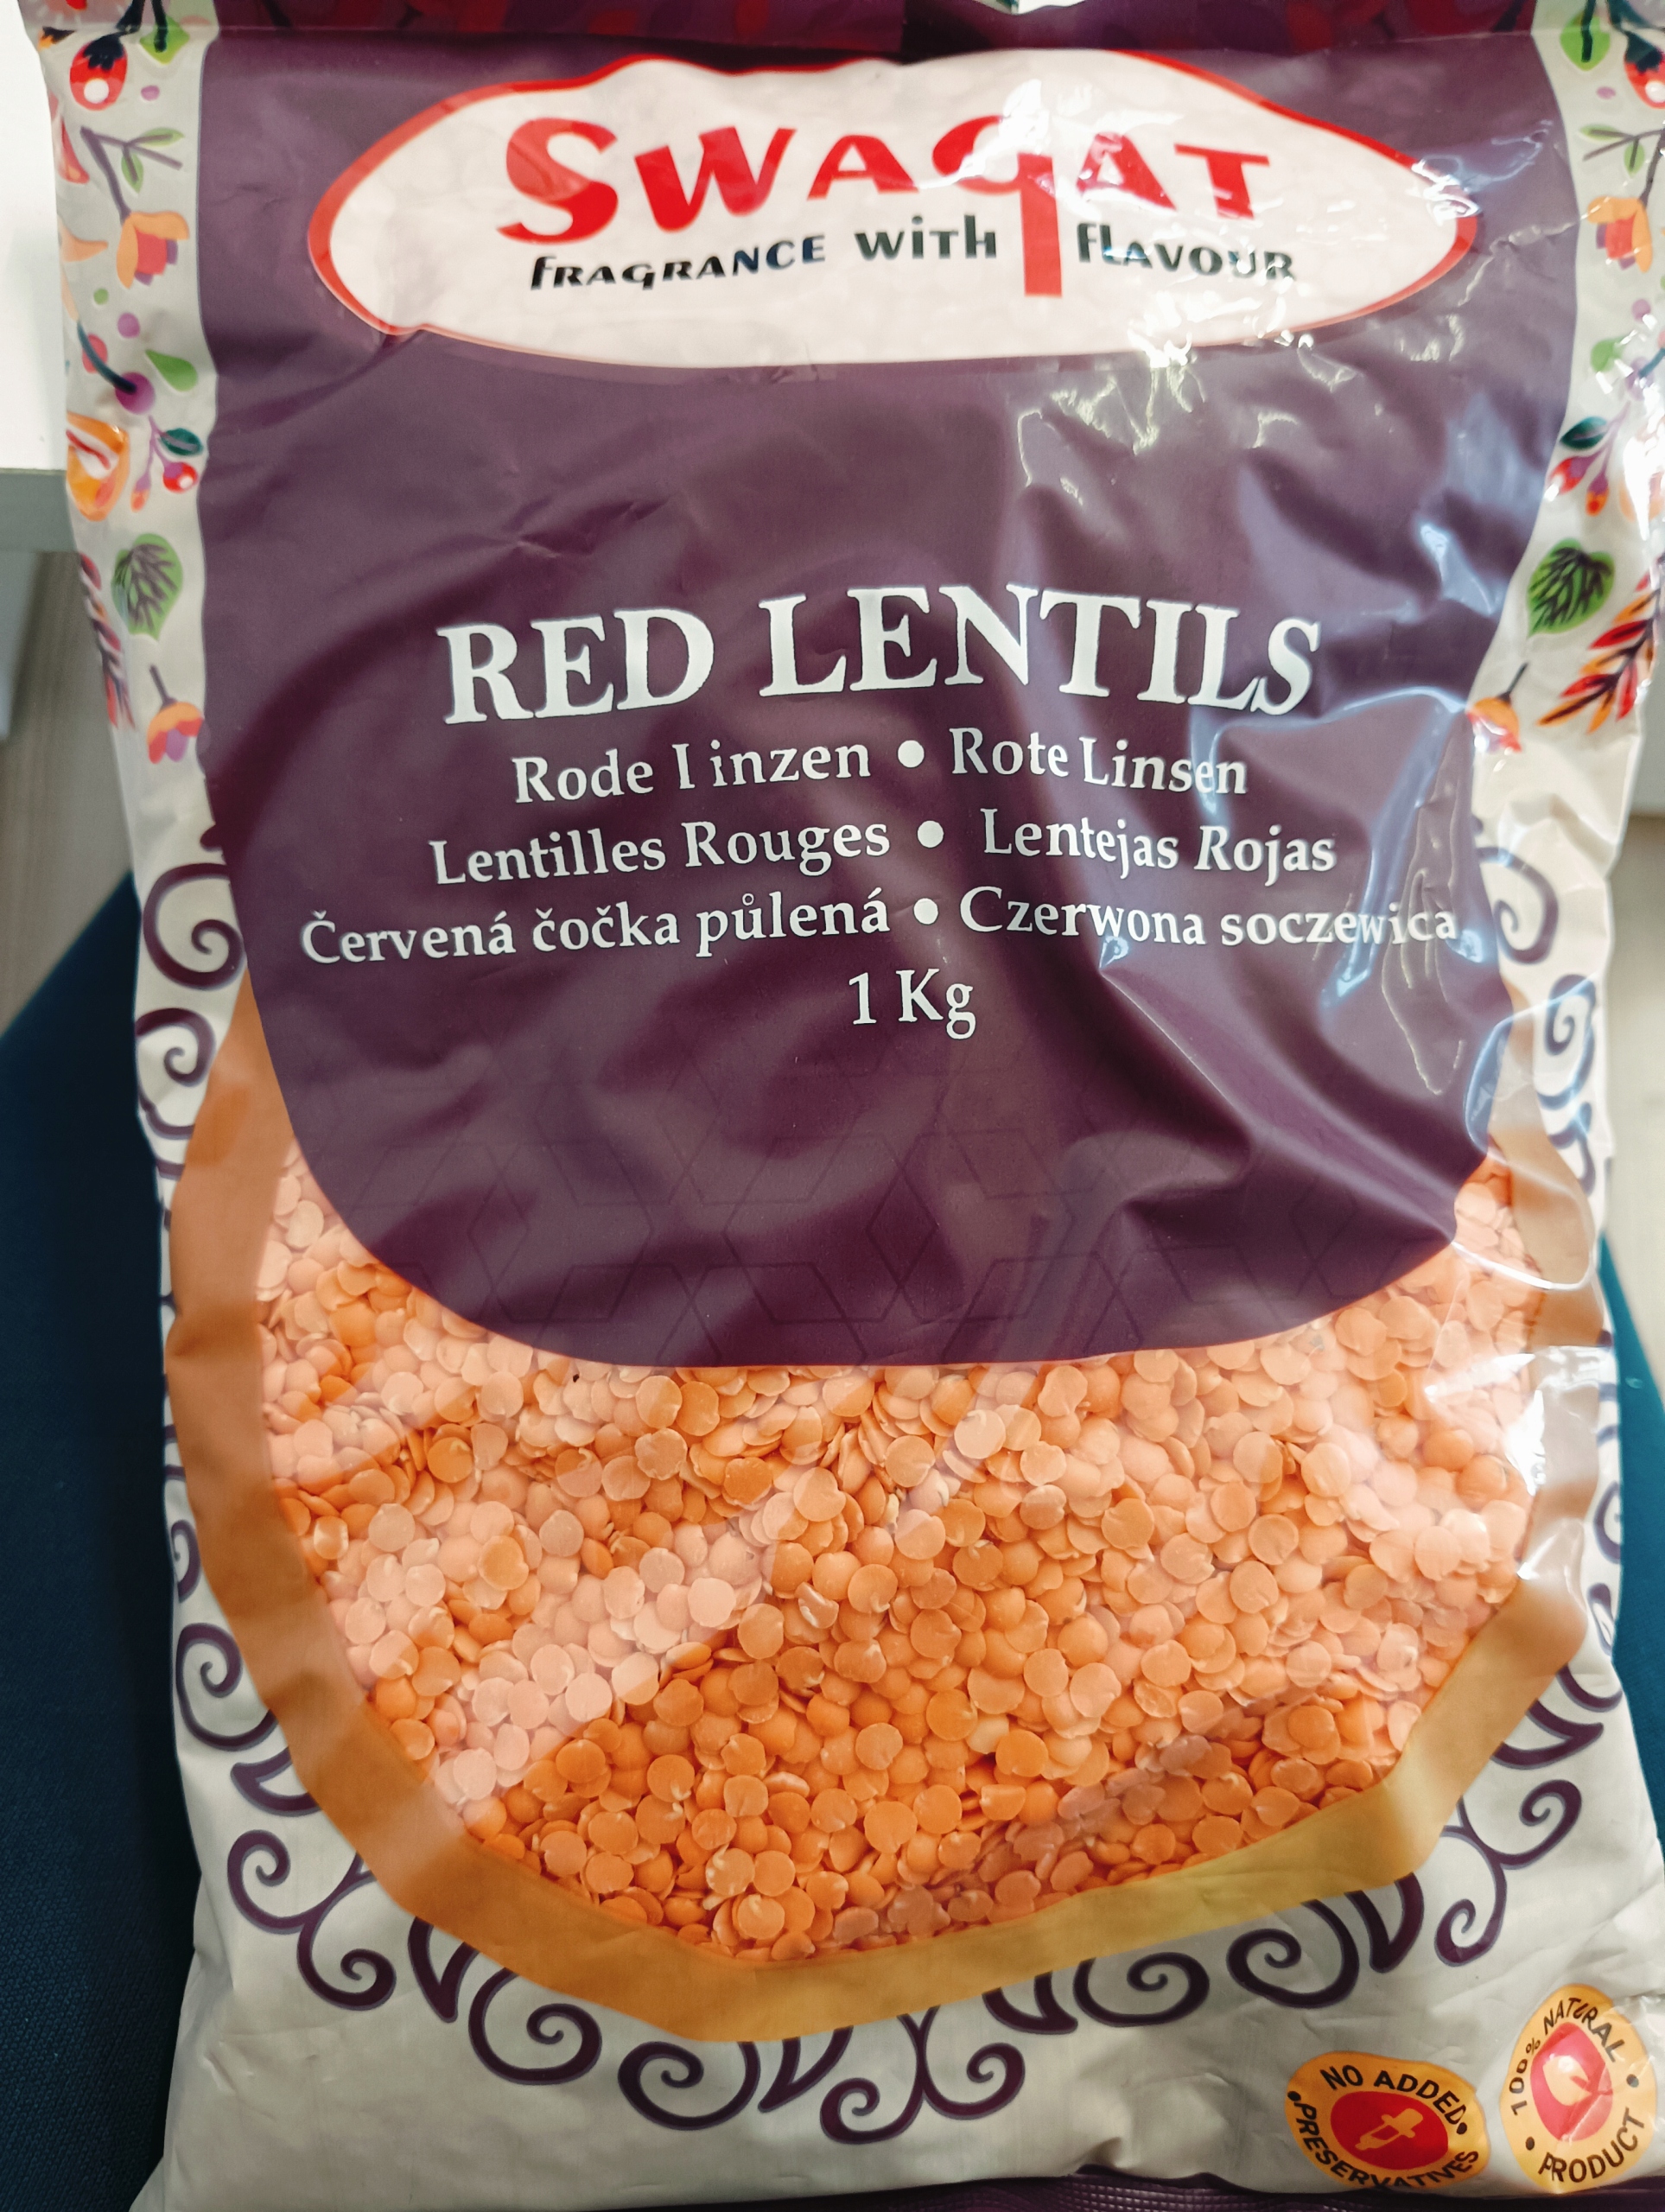 SWAGAT
FRAGRANCE with FLAVOUR
RED LENTILS
Rode Linzen • Rote Linsen
Lentilles Rouges • Lentejas Rojas
Červená čočka půlená • Czerwona soczewica
1 Kg
NO ADDED • PRESERVATIVES •
100% NATURAL • PRODUCT •